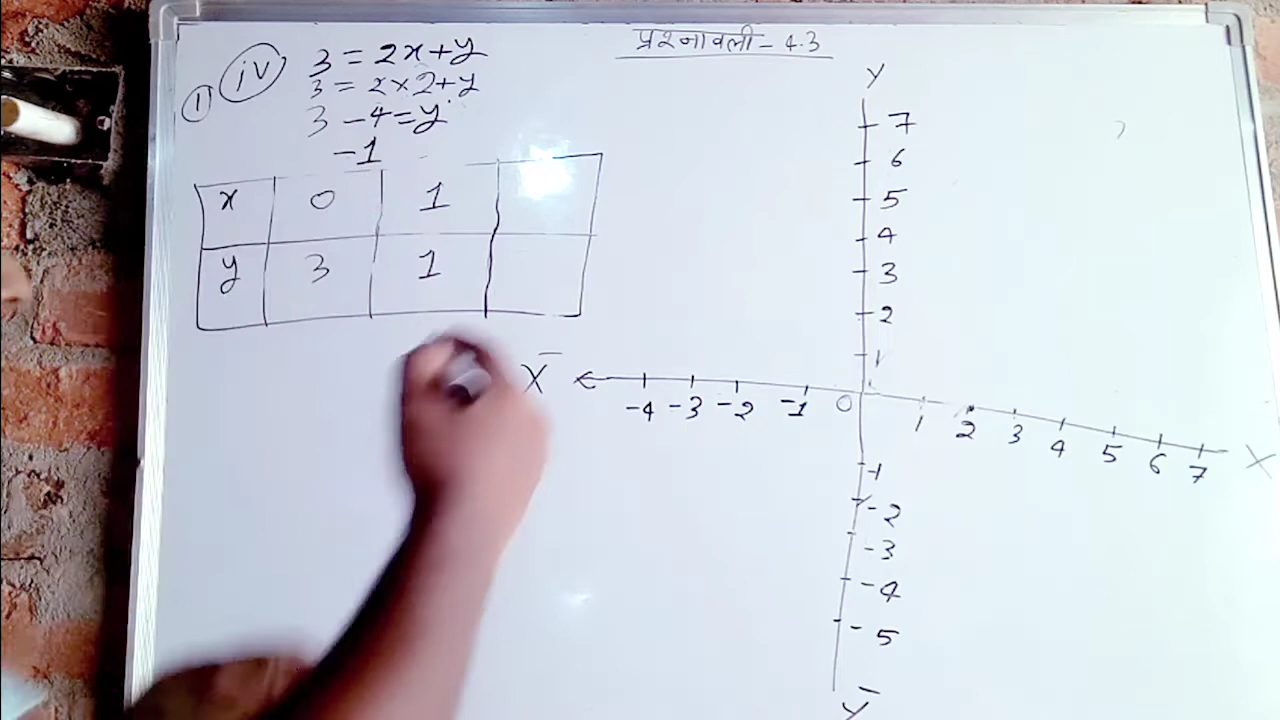 प्रश्नावली - 4.3
① iv 3 = 2x+y
3 = 2×2+y
3 - 4 = y
-1
x 0 1
y 3 1
Y
7
6
5
4
3
2
1
X̄ -4 -3 -2 -1 0 1 2 3 4 5 6 7 X
-1
-2
-3
-4
-5
Ȳ